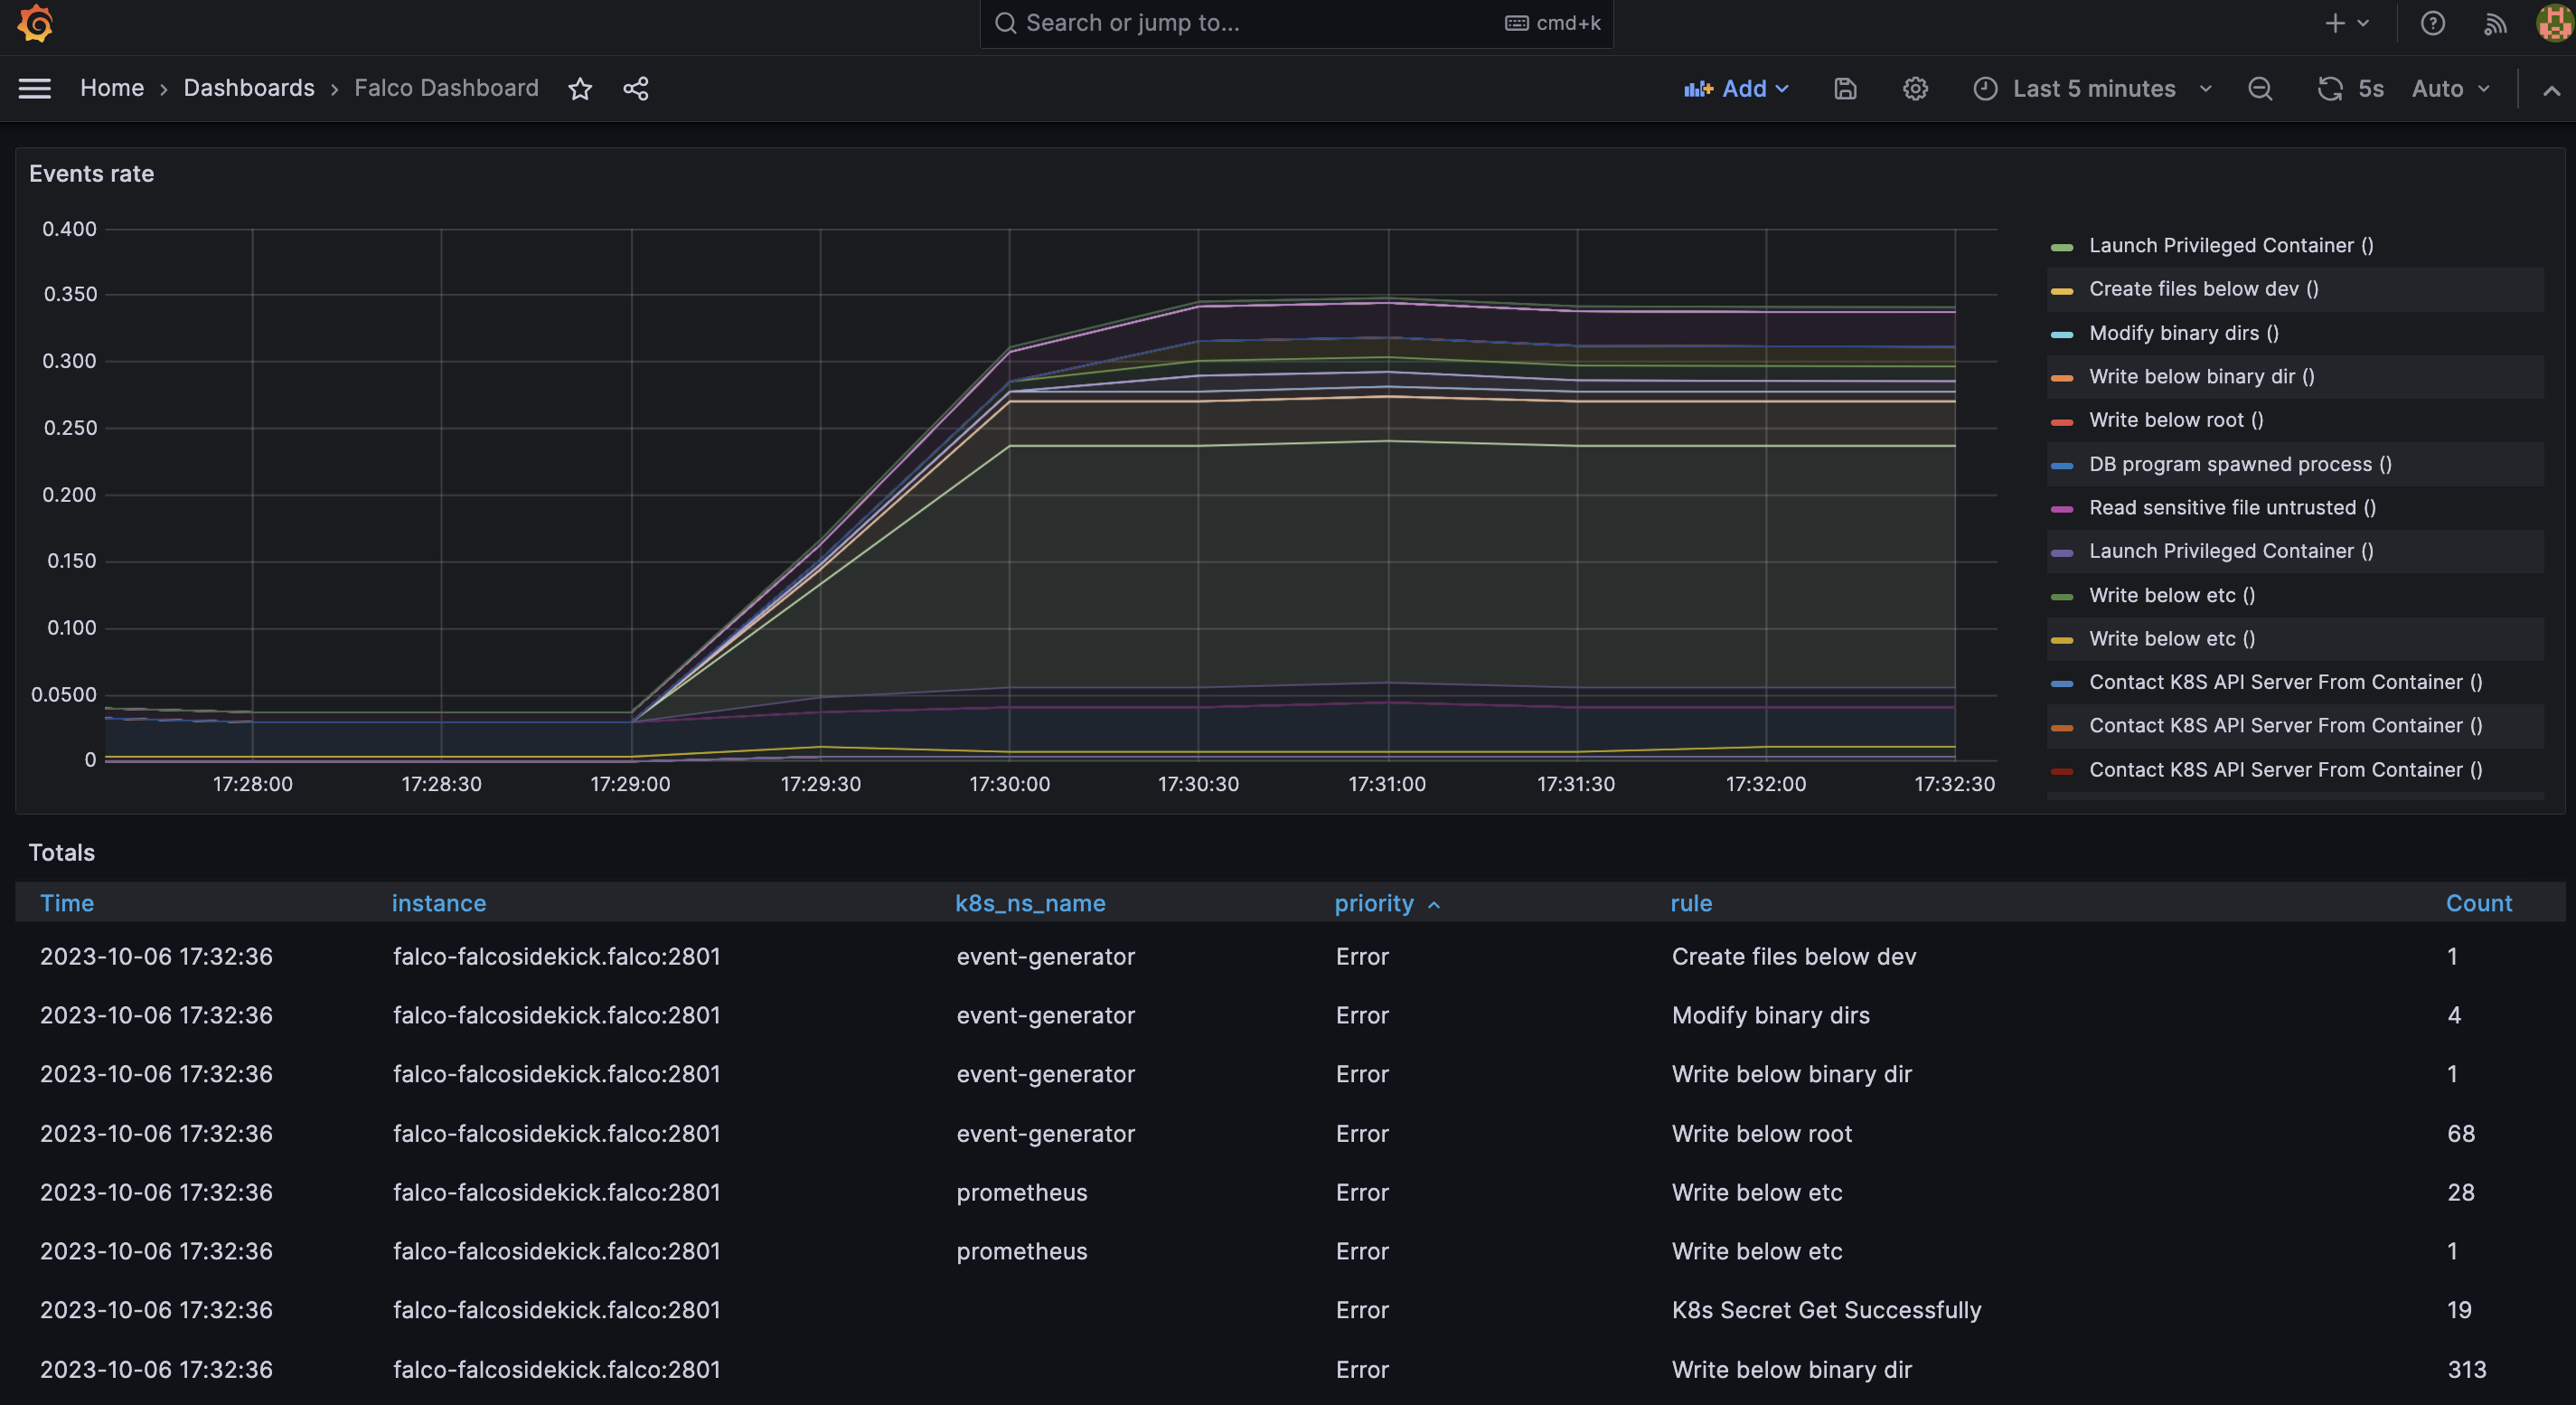 Search or jump to... cmd+k
Home › Dashboards › Falco Dashboard Add Last 5 minutes 5s Auto
Events rate
0.400
0.350
0.300
0.250
0.200
0.150
0.100
0.0500
0
17:28:00 17:28:30 17:29:00 17:29:30 17:30:00 17:30:30 17:31:00 17:31:30 17:32:00 17:32:30
Launch Privileged Container ()
Create files below dev ()
Modify binary dirs ()
Write below binary dir ()
Write below root ()
DB program spawned process ()
Read sensitive file untrusted ()
Launch Privileged Container ()
Write below etc ()
Write below etc ()
Contact K8S API Server From Container ()
Contact K8S API Server From Container ()
Contact K8S API Server From Container ()
Totals
Time instance k8s_ns_name priority rule Count
2023-10-06 17:32:36 falco-falcosidekick.falco:2801 event-generator Error Create files below dev 1
2023-10-06 17:32:36 falco-falcosidekick.falco:2801 event-generator Error Modify binary dirs 4
2023-10-06 17:32:36 falco-falcosidekick.falco:2801 event-generator Error Write below binary dir 1
2023-10-06 17:32:36 falco-falcosidekick.falco:2801 event-generator Error Write below root 68
2023-10-06 17:32:36 falco-falcosidekick.falco:2801 prometheus Error Write below etc 28
2023-10-06 17:32:36 falco-falcosidekick.falco:2801 prometheus Error Write below etc 1
2023-10-06 17:32:36 falco-falcosidekick.falco:2801 Error K8s Secret Get Successfully 19
2023-10-06 17:32:36 falco-falcosidekick.falco:2801 Error Write below binary dir 313